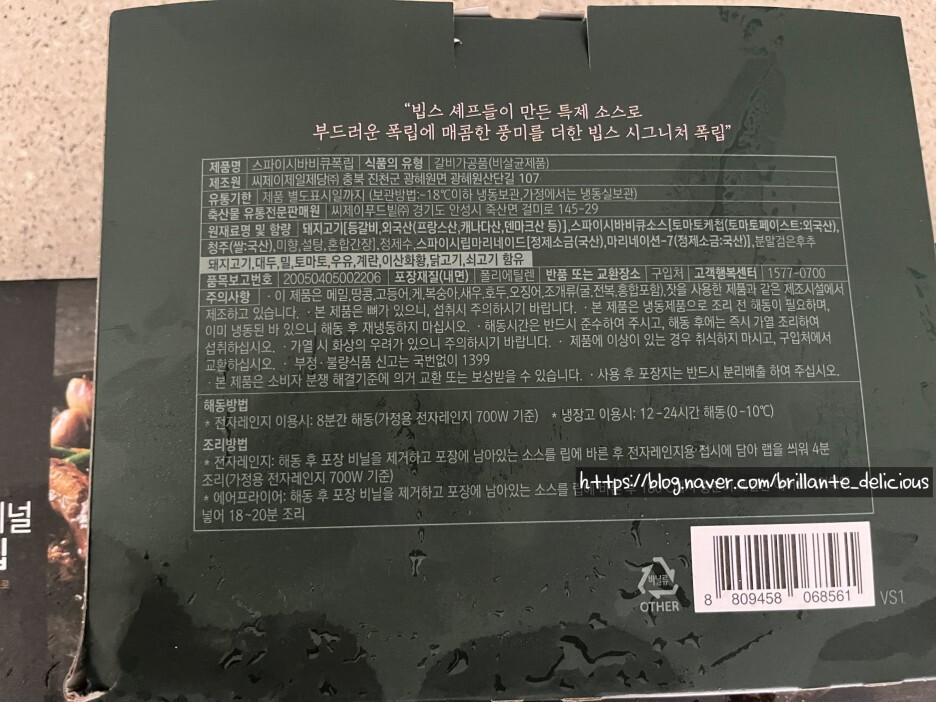 “빕스 셰프들이 만든 특제 소스로
부드러운 폭립에 매콤한 풍미를 더한 빕스 시그니처 폭립”
제품명 스파이시바비큐폭립 식품의 유형 갈비가공품(비살균제품)
제조원 씨제이제일제당㈜ 충북 진천군 광혜원면 광혜원산단길 107
유통기한 제품 별도표시일까지 (보관방법:-18℃이하 냉동보관,가정에서는 냉동실보관)
축산물 유통전문판매원 씨제이푸드빌㈜ 경기도 안성시 죽산면 걸미로 145-29
원재료명 및 함량 돼지고기[등갈비,외국산(프랑스산,캐나다산,덴마크산 등)],스파이시바비큐소스[토마토케첩(토마토페이스트:외국산),
청주(쌀:국산),미향,설탕,혼합간장],정제수,스파이시립마리네이드[정제소금(국산),마리네이션-7(정제소금:국산)],분말검은후추
돼지고기,대두,밀,토마토,우유,계란,이산화황,닭고기,쇠고기 함유
품목보고번호 20050405002206 포장재질(내면) 폴리에틸렌 반품 또는 교환장소 구입처 고객행복센터 1577-0700
주의사항 · 이 제품은 메밀,땅콩,고등어,게,복숭아,새우,호두,오징어,조개류(굴,전복,홍합포함),잣을 사용한 제품과 같은 제조시설에서
제조하고 있습니다. · 본 제품은 뼈가 있으니, 섭취시 주의하시기 바랍니다. · 본 제품은 냉동제품으로 조리 전 해동이 필요하며,
이미 냉동된 바 있으니 해동 후 재냉동하지 마십시오. · 해동시간은 반드시 준수하여 주시고, 해동 후에는 즉시 가열 조리하여
섭취하십시오. · 가열 시 화상의 우려가 있으니 주의하시기 바랍니다. · 제품에 이상이 있는 경우 취식하지 마시고, 구입처에서
교환하십시오. · 부정·불량식품 신고는 국번없이 1399
· 본 제품은 소비자 분쟁 해결기준에 의거 교환 또는 보상받을 수 있습니다. · 사용 후 포장지는 반드시 분리배출 하여 주십시오.
해동방법
* 전자레인지 이용시: 8분간 해동(가정용 전자레인지 700W 기준) * 냉장고 이용시: 12~24시간 해동(0~10℃)
조리방법
* 전자레인지: 해동 후 포장 비닐을 제거하고 포장에 남아있는 소스를 립에 바른 후 전자레인지용 접시에 담아 랩을 씌워 4분
조리(가정용 전자레인지 700W 기준)
https://blog.naver.com/brillante_delicious
* 에어프라이어: 해동 후 포장 비닐을 제거하고 포장에 남아있는 소스를 립에
넣어 18~20분 조리
비닐류
OTHER
8 809458 068561
VS1
널
립
로